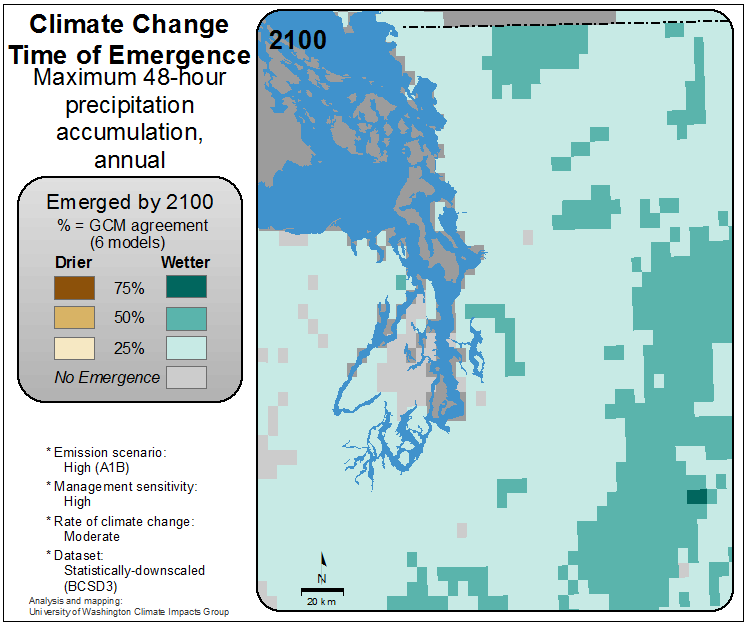 Climate Change
Time of Emergence
Maximum 48-hour
precipitation
accumulation,
annual
Emerged by 2100
% = GCM agreement
(6 models)
Drier Wetter
75%
50%
25%
No Emergence
* Emission scenario:
High (A1B)
* Management sensitivity:
High
* Rate of climate change:
Moderate
* Dataset:
Statistically-downscaled
(BCSD3)
Analysis and mapping:
University of Washington Climate Impacts Group
2100
N
20 km